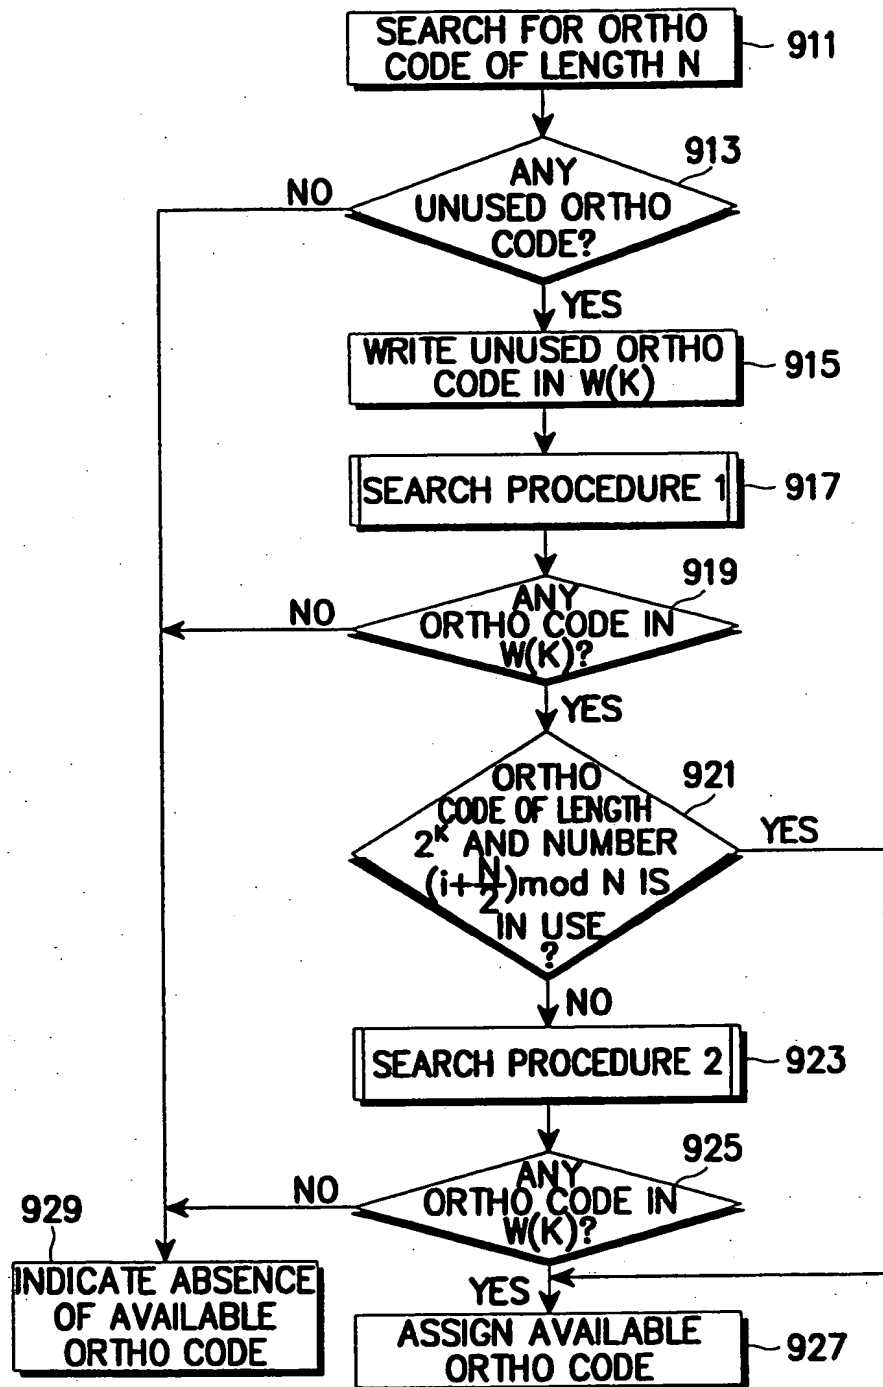 SEARCH FOR ORTHO
CODE OF LENGTH N
911
913
ANY
UNUSED ORTHO
CODE?
NO
YES
WRITE UNUSED ORTHO
CODE IN W(K)
915
SEARCH PROCEDURE 1
917
919
ANY
ORTHO CODE IN
W(K)?
NO
YES
921
ORTHO
CODE OF LENGTH
2^K AND NUMBER
(i+N/2)mod N IS
IN USE
?
YES
NO
SEARCH PROCEDURE 2
923
925
ANY
ORTHO CODE IN
W(K)?
NO
YES
929
INDICATE ABSENCE
OF AVAILABLE
ORTHO CODE
ASSIGN AVAILABLE
ORTHO CODE
927